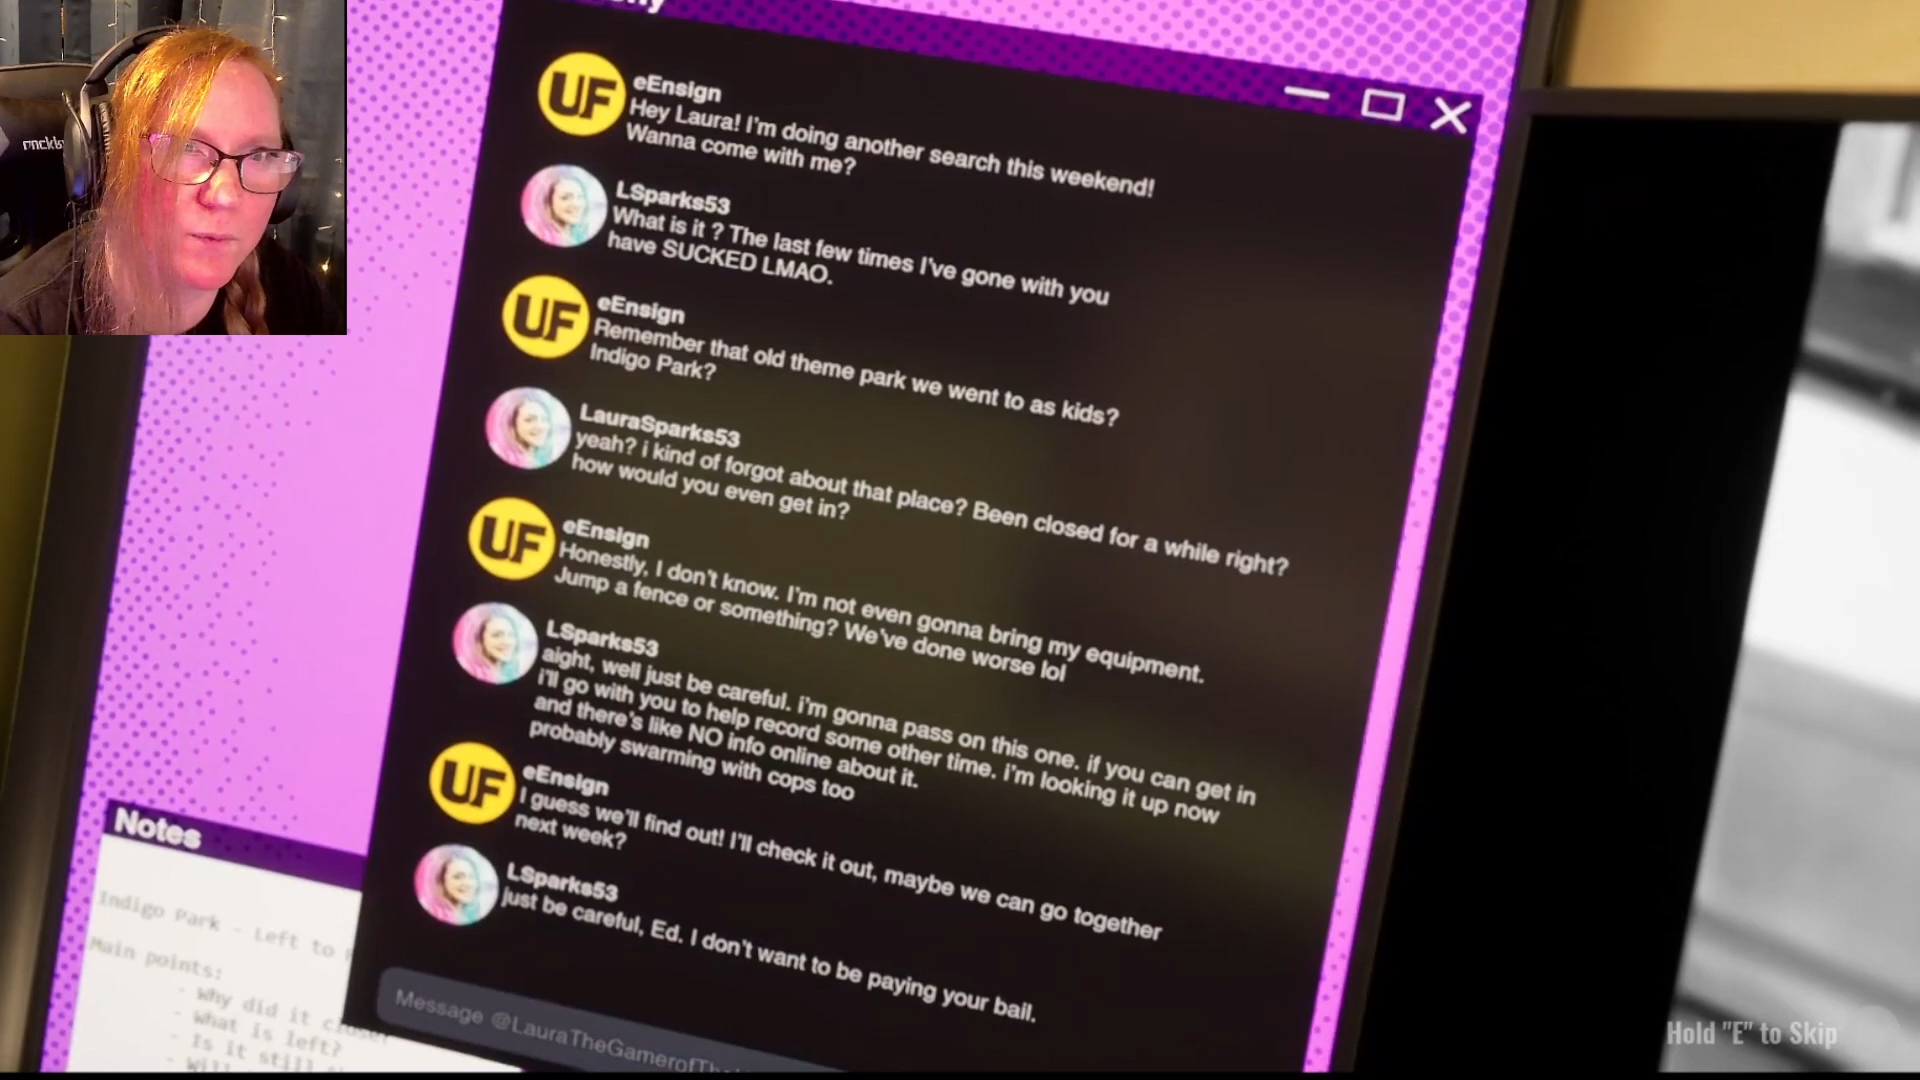 UF
eEnsign
Hey Laura! I'm doing another search this weekend!
Wanna come with me?
LSparks53
What is it ? The last few times I've gone with you
have SUCKED LMAO.
UF
eEnsign
Remember that old theme park we went to as kids?
Indigo Park?
LauraSparks53
yeah? i kind of forgot about that place? Been closed for a while right?
how would you even get in?
UF
eEnsign
Honestly, I don't know. I'm not even gonna bring my equipment.
Jump a fence or something? We've done worse lol
LSparks53
aight, well just be careful. i'm gonna pass on this one. if you can get in
i'll go with you to help record some other time. i'm looking it up now
and there's like NO info online about it.
probably swarming with cops too
UF
eEnsign
I guess we'll find out! I'll check it out, maybe we can go together
next week?
LSparks53
just be careful, Ed. I don't want to be paying your bail.
Message @LauraTheGamerofTh
Notes
Indigo Park - Left to
Main points:
- Why did it close?
- What is left?
- Is it still
- Will
Hold "E" to Skip